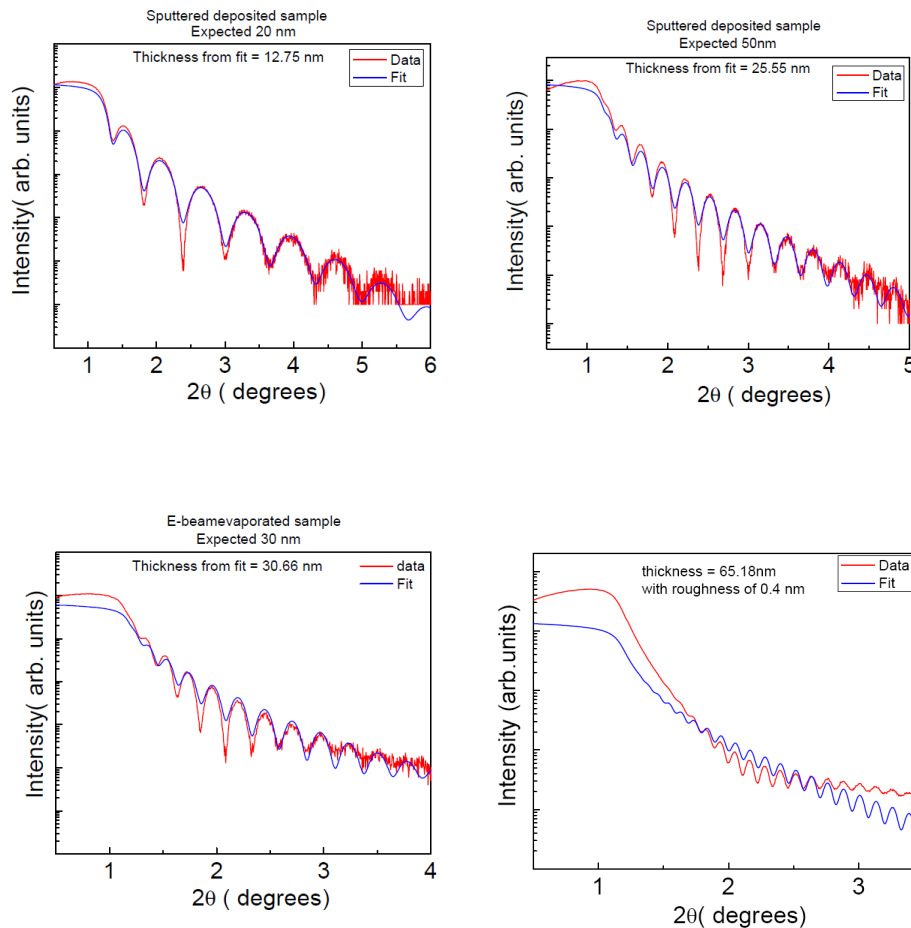 Sputtered deposited sample
Expected 20 nm
Thickness from fit = 12.75 nm
Data
Fit
Intensity( arb. units)
1 2 3 4 5 6
2θ ( degrees)
Sputtered deposited sample
Expected 50nm
Thickness from fit = 25.55 nm
Data
Fit
Intensity( arb. units)
1 2 3 4 5
2θ ( degrees)
E-beamevaporated sample
Expected 30 nm
Thickness from fit = 30.66 nm
data
Fit
Intensity( arb. units)
1 2 3 4
2θ ( degrees)
thickness = 65.18nm
with roughness of 0.4 nm
Data
Fit
Intensity (arb.units)
1 2 3
2θ( degrees)